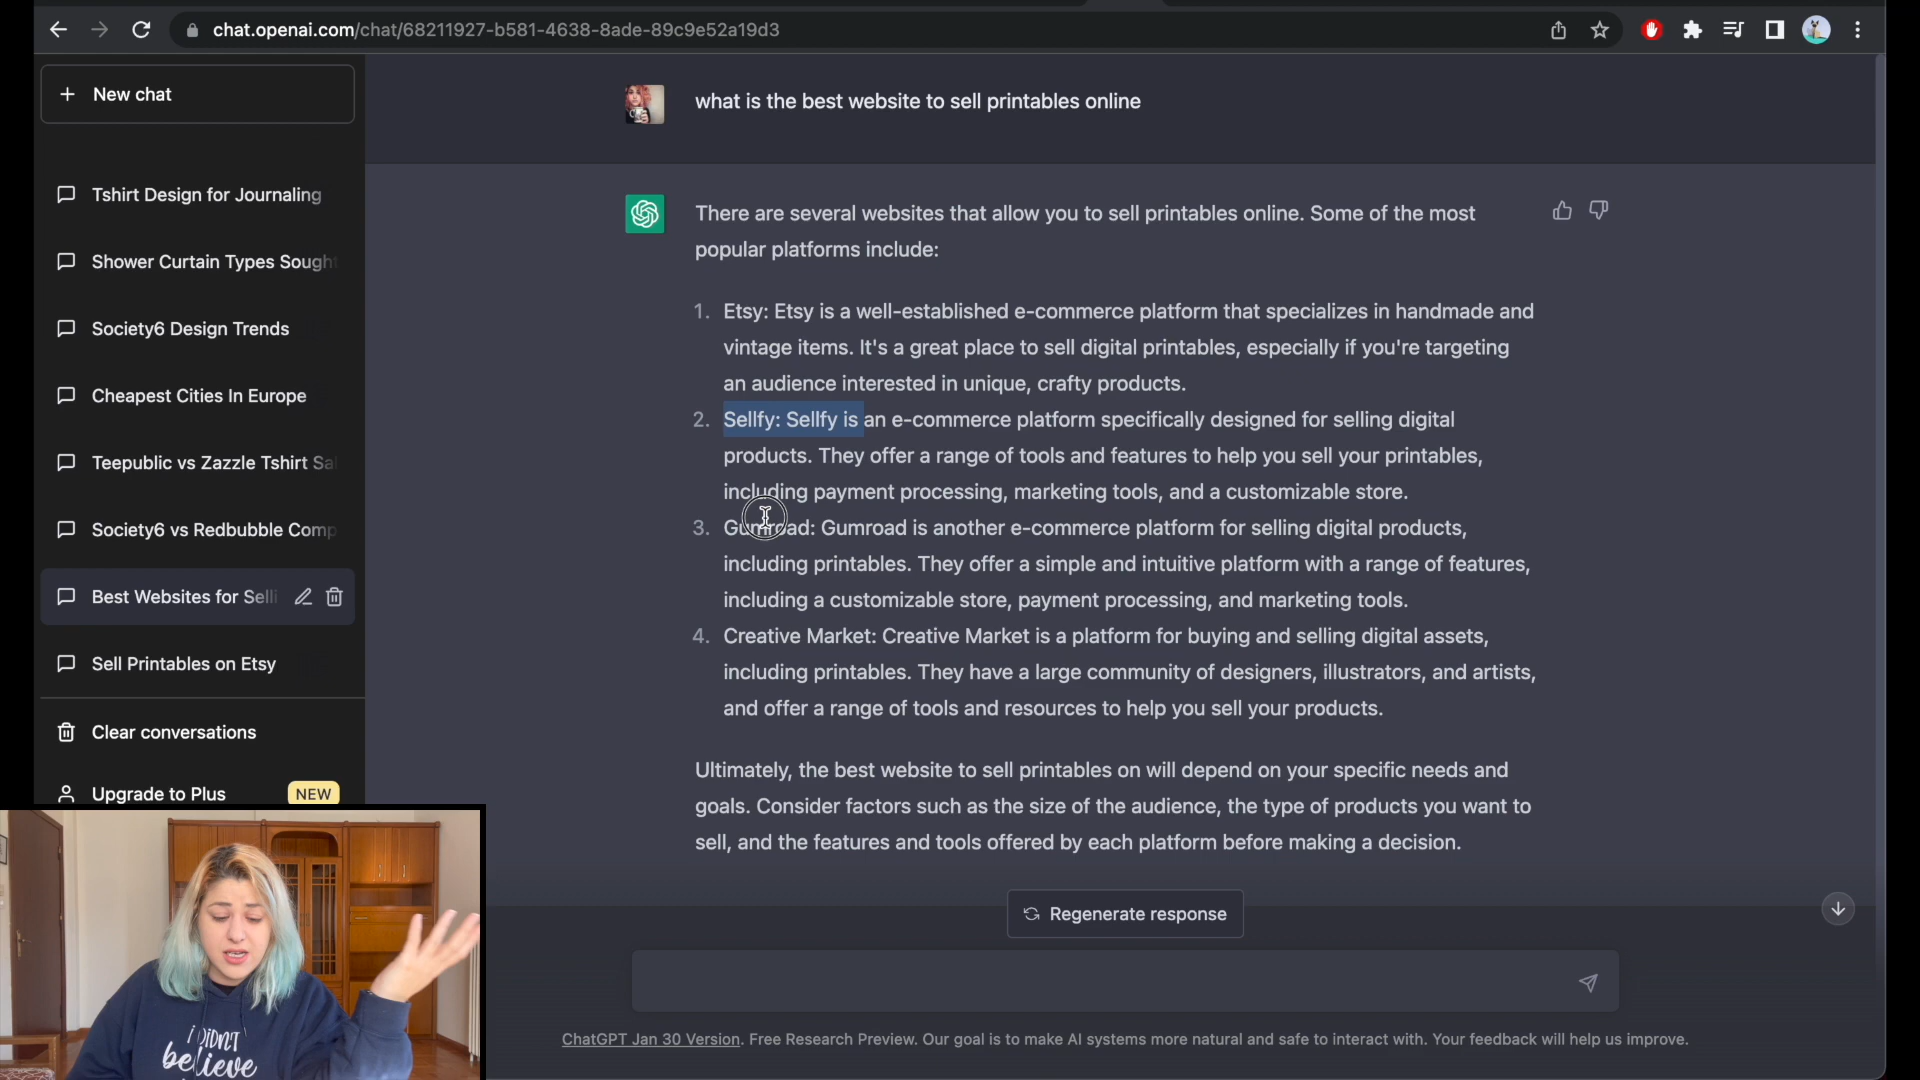 chat.openai.com/chat/68211927-b581-4638-8ade-89c9e52a19d3
New chat
Tshirt Design for Journaling
Shower Curtain Types Sought
Society6 Design Trends
Cheapest Cities In Europe
Teepublic vs Zazzle Tshirt Sa
Society6 vs Redbubble Comp
Best Websites for Selli
Sell Printables on Etsy
Clear conversations
Upgrade to Plus NEW
what is the best website to sell printables online
There are several websites that allow you to sell printables online. Some of the most
popular platforms include:
1. Etsy: Etsy is a well-established e-commerce platform that specializes in handmade and
vintage items. It's a great place to sell digital printables, especially if you're targeting
an audience interested in unique, crafty products.
2. Sellfy: Sellfy is an e-commerce platform specifically designed for selling digital
products. They offer a range of tools and features to help you sell your printables,
including payment processing, marketing tools, and a customizable store.
3. Gumroad: Gumroad is another e-commerce platform for selling digital products,
including printables. They offer a simple and intuitive platform with a range of features,
including a customizable store, payment processing, and marketing tools.
4. Creative Market: Creative Market is a platform for buying and selling digital assets,
including printables. They have a large community of designers, illustrators, and artists,
and offer a range of tools and resources to help you sell your products.
Ultimately, the best website to sell printables on will depend on your specific needs and
goals. Consider factors such as the size of the audience, the type of products you want to
sell, and the features and tools offered by each platform before making a decision.
Regenerate response
ChatGPT Jan 30 Version. Free Research Preview. Our goal is to make AI systems more natural and safe to interact with. Your feedback will help us improve.
i DiDN'T
believe